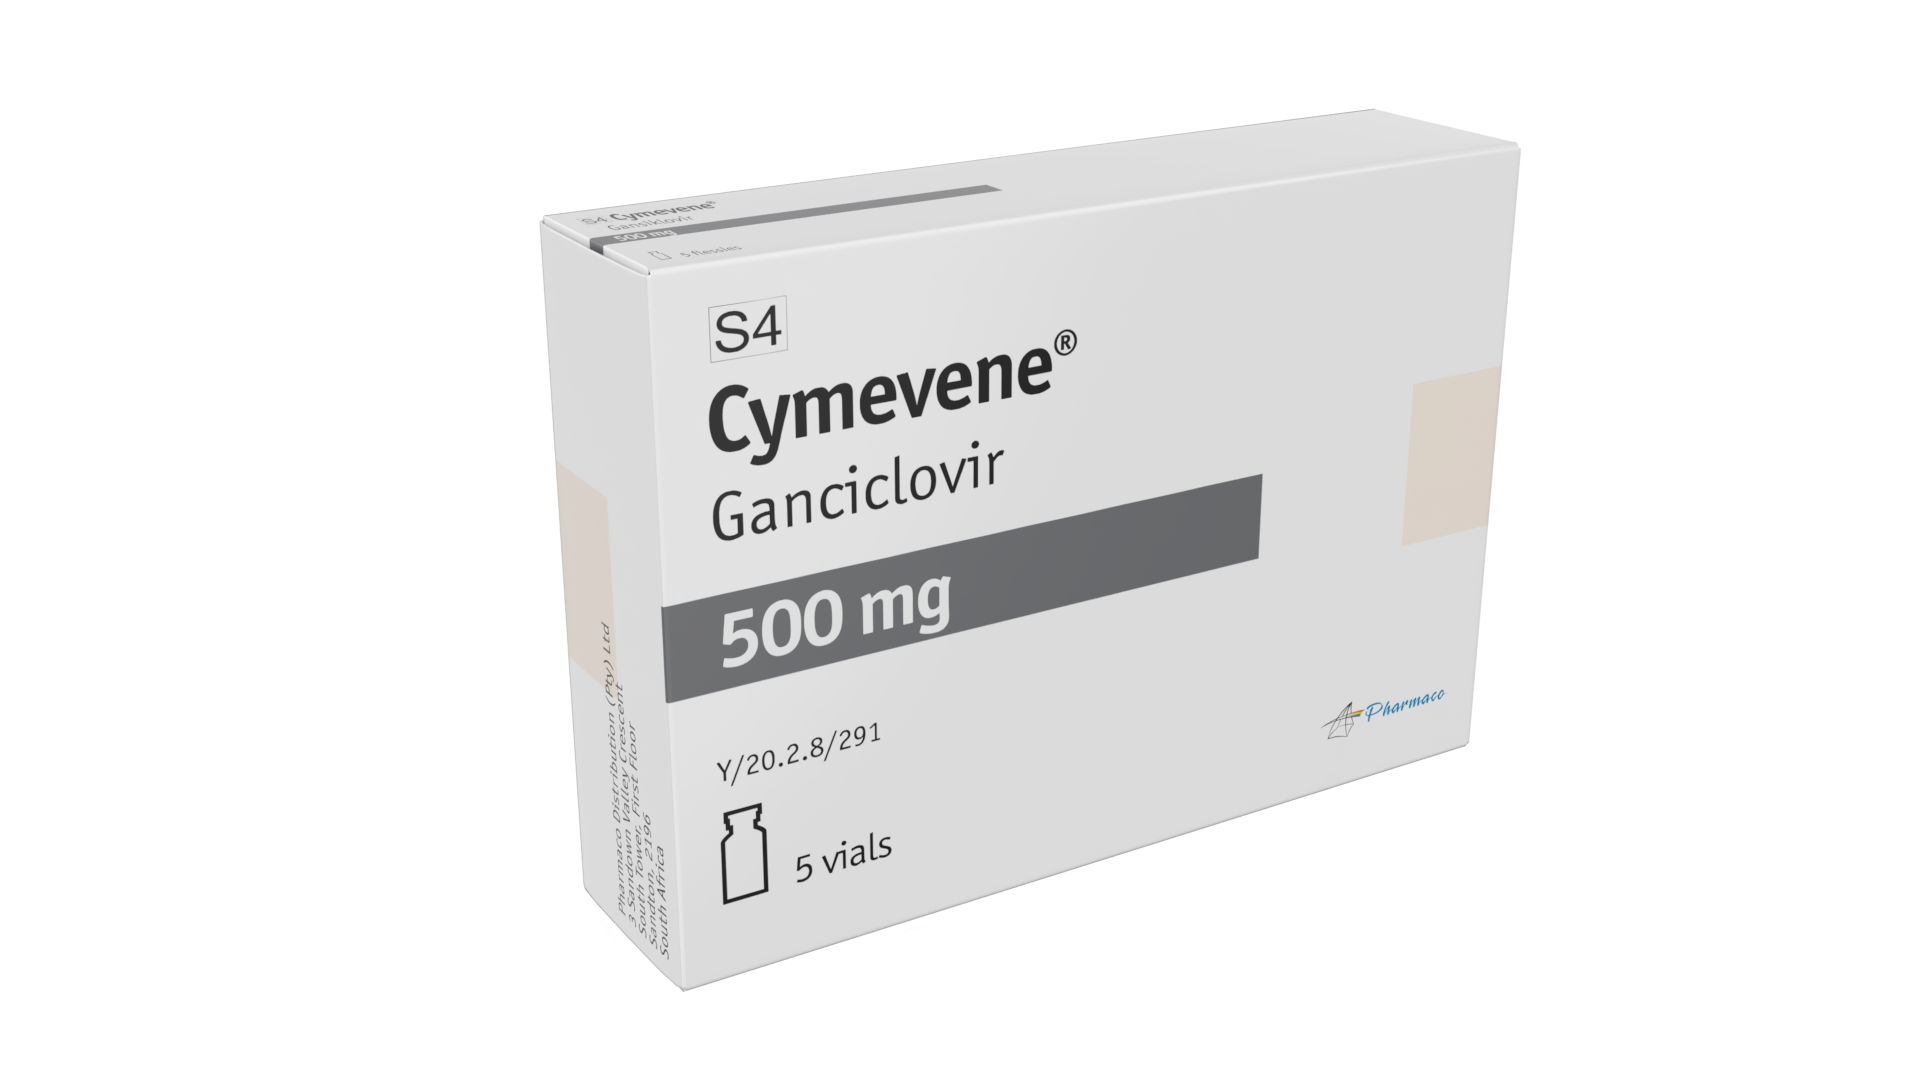 S4 Cymevene®
Gansiklovir
500 mg
5 flessies
S4
Cymevene®
Ganciclovir
500 mg
Y/20.2.8/291
5 vials
Pharmaco
Pharmaco Distribution (Pty) Ltd
3 Sandown Valley Crescent
South Tower, First Floor
Sandton, 2196
South Africa